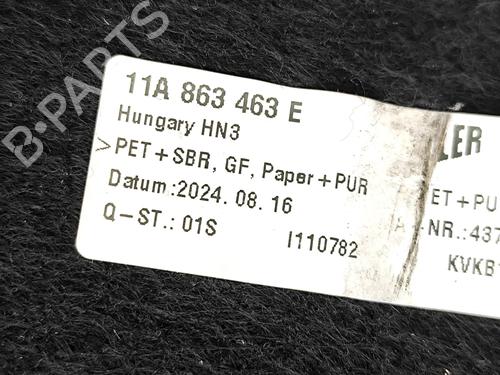 11A 863 463 E
Hungary HN3
>PET+SBR, GF, Paper+PUR
Datum:2024. 08. 16
Q-ST.: 01S
I110782
LER
ET+PU
-NR.:437
KVKB
B-PARTS